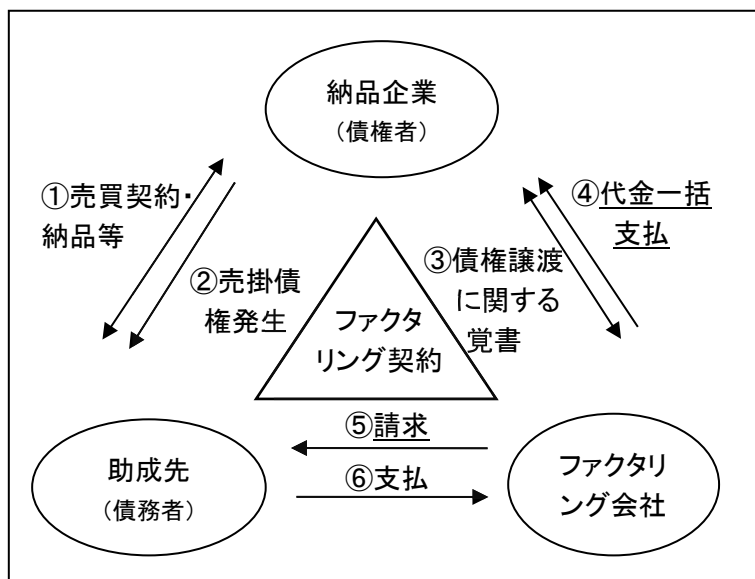 納品企業
（債権者）
①売買契約・
納品等
②売掛債
権発生
ファクタ
リング契約
③債権譲渡
に関する
覚書
④代金一括
支払
⑤請求
⑥支払
助成先
（債務者）
ファクタリ
ング会社